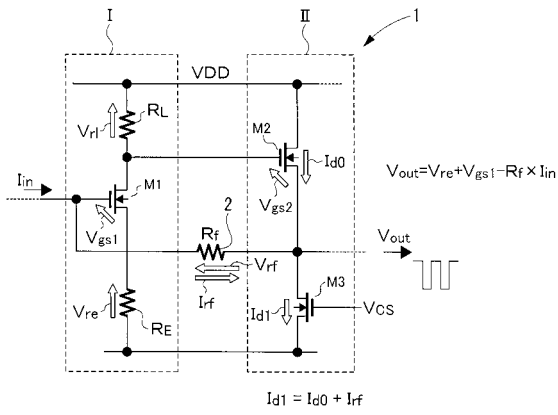 I
II
1
VDD
RL
Vrl
M2
Id0
Vgs2
Vout=Vre+Vgs1−Rf×Iin
Iin
M1
Vgs1
Rf
2
Vrf
Irf
Vout
M3
Id1
VCS
Vre
RE
Id1 = Id0 + Irf